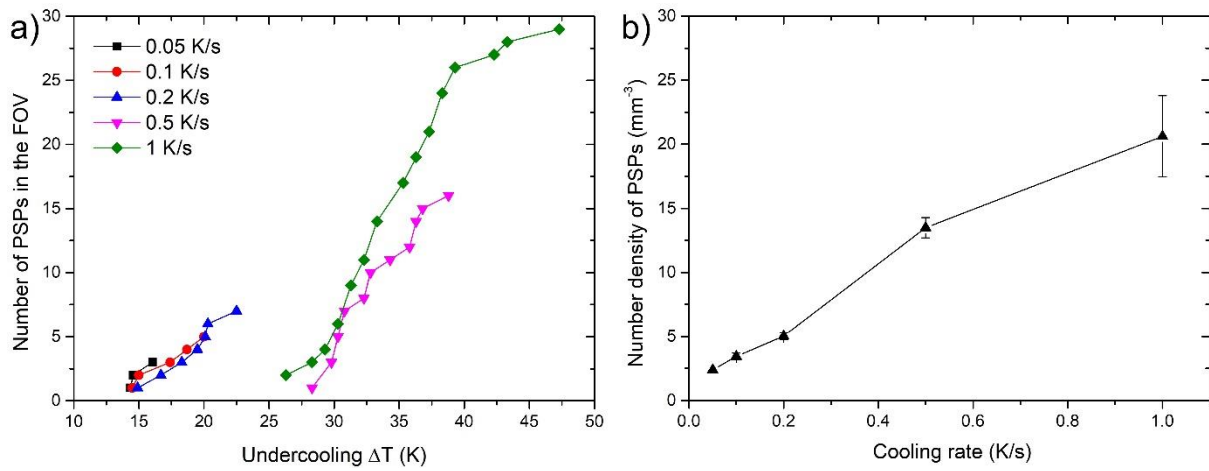 a)
0.05 K/s
0.1 K/s
0.2 K/s
0.5 K/s
1 K/s
Number of PSPs in the FOV
30
25
20
15
10
5
0
10 15 20 25 30 35 40 45 50
Undercooling ΔT (K)
b)
Number density of PSPs (mm⁻³)
25
20
15
10
5
0
0.0 0.2 0.4 0.6 0.8 1.0
Cooling rate (K/s)